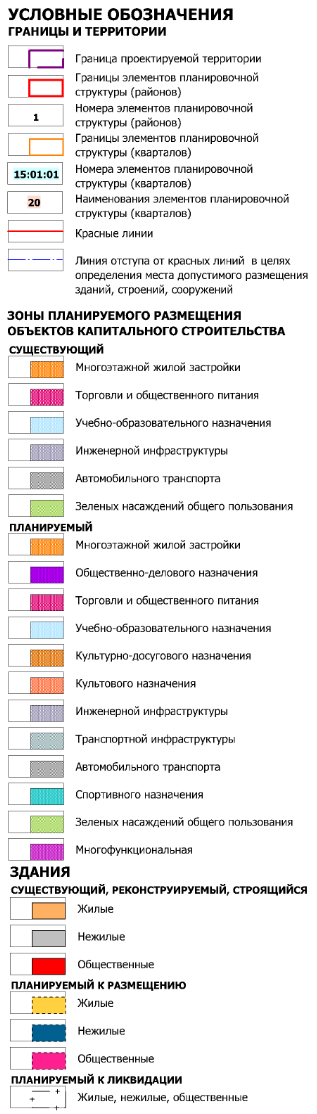 УСЛОВНЫЕ ОБОЗНАЧЕНИЯ
ГРАНИЦЫ И ТЕРРИТОРИИ
Граница проектируемой территории
Границы элементов планировочной
структуры (районов)
1
Номера элементов планировочной
структуры (районов)
Границы элементов планировочной
структуры (кварталов)
15:01:01
Номера элементов планировочной
структуры (кварталов)
20
Наименования элементов планировочной
структуры (кварталов)
Красные линии
Линия отступа от красных линий в целях
определения места допустимого размещения
зданий, строений, сооружений
ЗОНЫ ПЛАНИРУЕМОГО РАЗМЕЩЕНИЯ
ОБЪЕКТОВ КАПИТАЛЬНОГО СТРОИТЕЛЬСТВА
СУЩЕСТВУЮЩИЙ
Многоэтажной жилой застройки
Торговли и общественного питания
Учебно-образовательного назначения
Инженерной инфраструктуры
Автомобильного транспорта
Зеленых насаждений общего пользования
ПЛАНИРУЕМЫЙ
Многоэтажной жилой застройки
Общественно-делового назначения
Торговли и общественного питания
Учебно-образовательного назначения
Культурно-досугового назначения
Культового назначения
Инженерной инфраструктуры
Транспортной инфраструктуры
Автомобильного транспорта
Спортивного назначения
Зеленых насаждений общего пользования
Многофункциональная
ЗДАНИЯ
СУЩЕСТВУЮЩИЙ, РЕКОНСТРУИРУЕМЫЙ, СТРОЯЩИЙСЯ
Жилые
Нежилые
Общественные
ПЛАНИРУЕМЫЙ К РАЗМЕЩЕНИЮ
Жилые
Нежилые
Общественные
ПЛАНИРУЕМЫЙ К ЛИКВИДАЦИИ
Жилые, нежилые, общественные